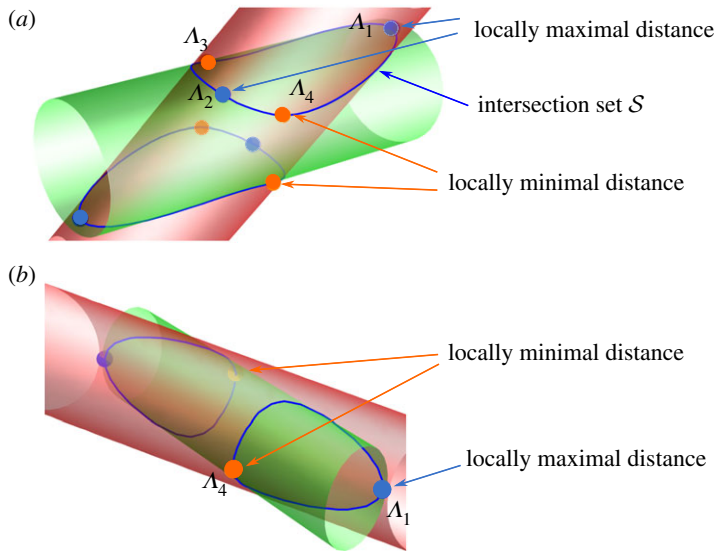 (a)
Λ3
Λ1
locally maximal distance
Λ2
Λ4
intersection set 𝒮
locally minimal distance
(b)
locally minimal distance
Λ4
locally maximal distance
Λ1